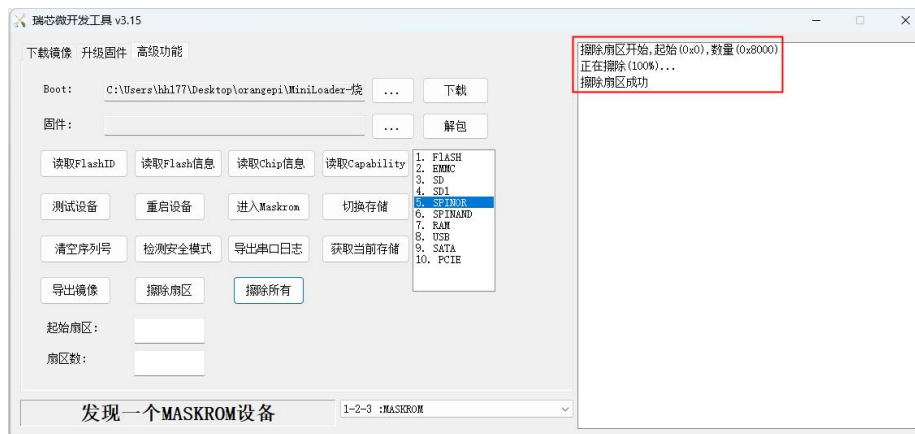 瑞芯微开发工具 v3.15
下载镜像 升级固件 高级功能
Boot: C:\Users\hh177\Desktop\orangepi\MiniLoader-烧 ... 下载
固件: ... 解包
读取FlashID 读取Flash信息 读取Chip信息 读取Capability
测试设备 重启设备 进入Maskrom 切换存储
清空序列号 检测安全模式 导出串口日志 获取当前存储
导出镜像 擦除扇区 擦除所有
起始扇区:
扇区数:
1. FlASH
2. EMMC
3. SD
4. SD1
5. SPINOR
6. SPINAND
7. RAM
8. USB
9. SATA
10. PCIE
发现一个MASKROM设备 1-2-3 :MASKROM
擦除扇区开始,起始(0x0),数量(0x8000)
正在擦除(100%)...
擦除扇区成功